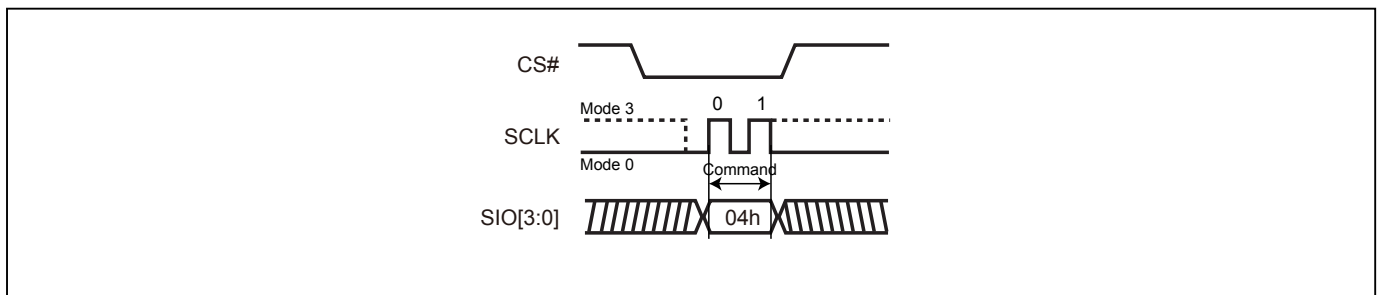 CS#
Mode 3
0 1
SCLK
Mode 0
Command
SIO[3:0]
04h